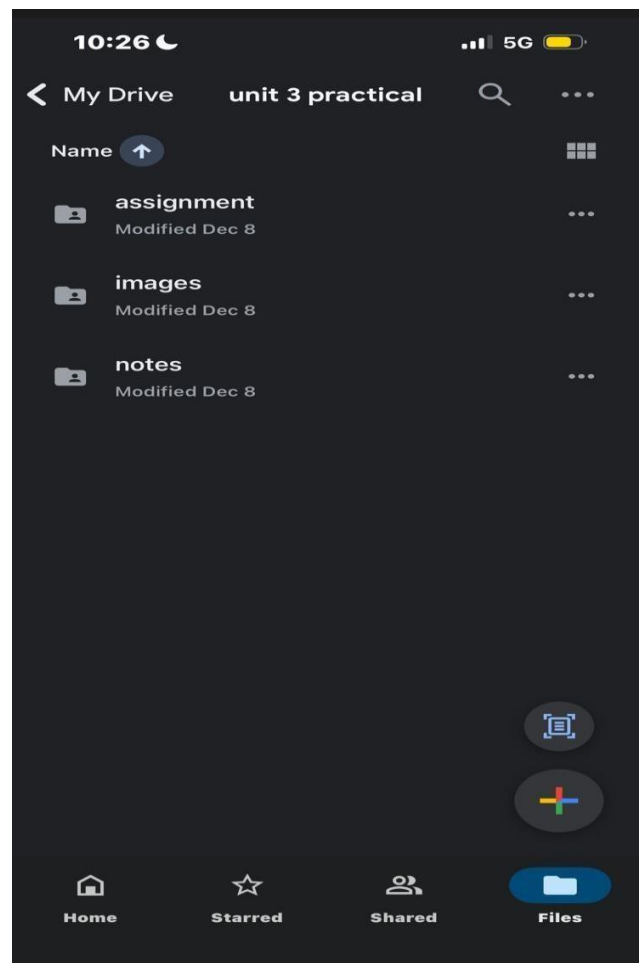 10:26 5G
My Drive unit 3 practical
Name
assignment
Modified Dec 8
images
Modified Dec 8
notes
Modified Dec 8
Home Starred Shared Files